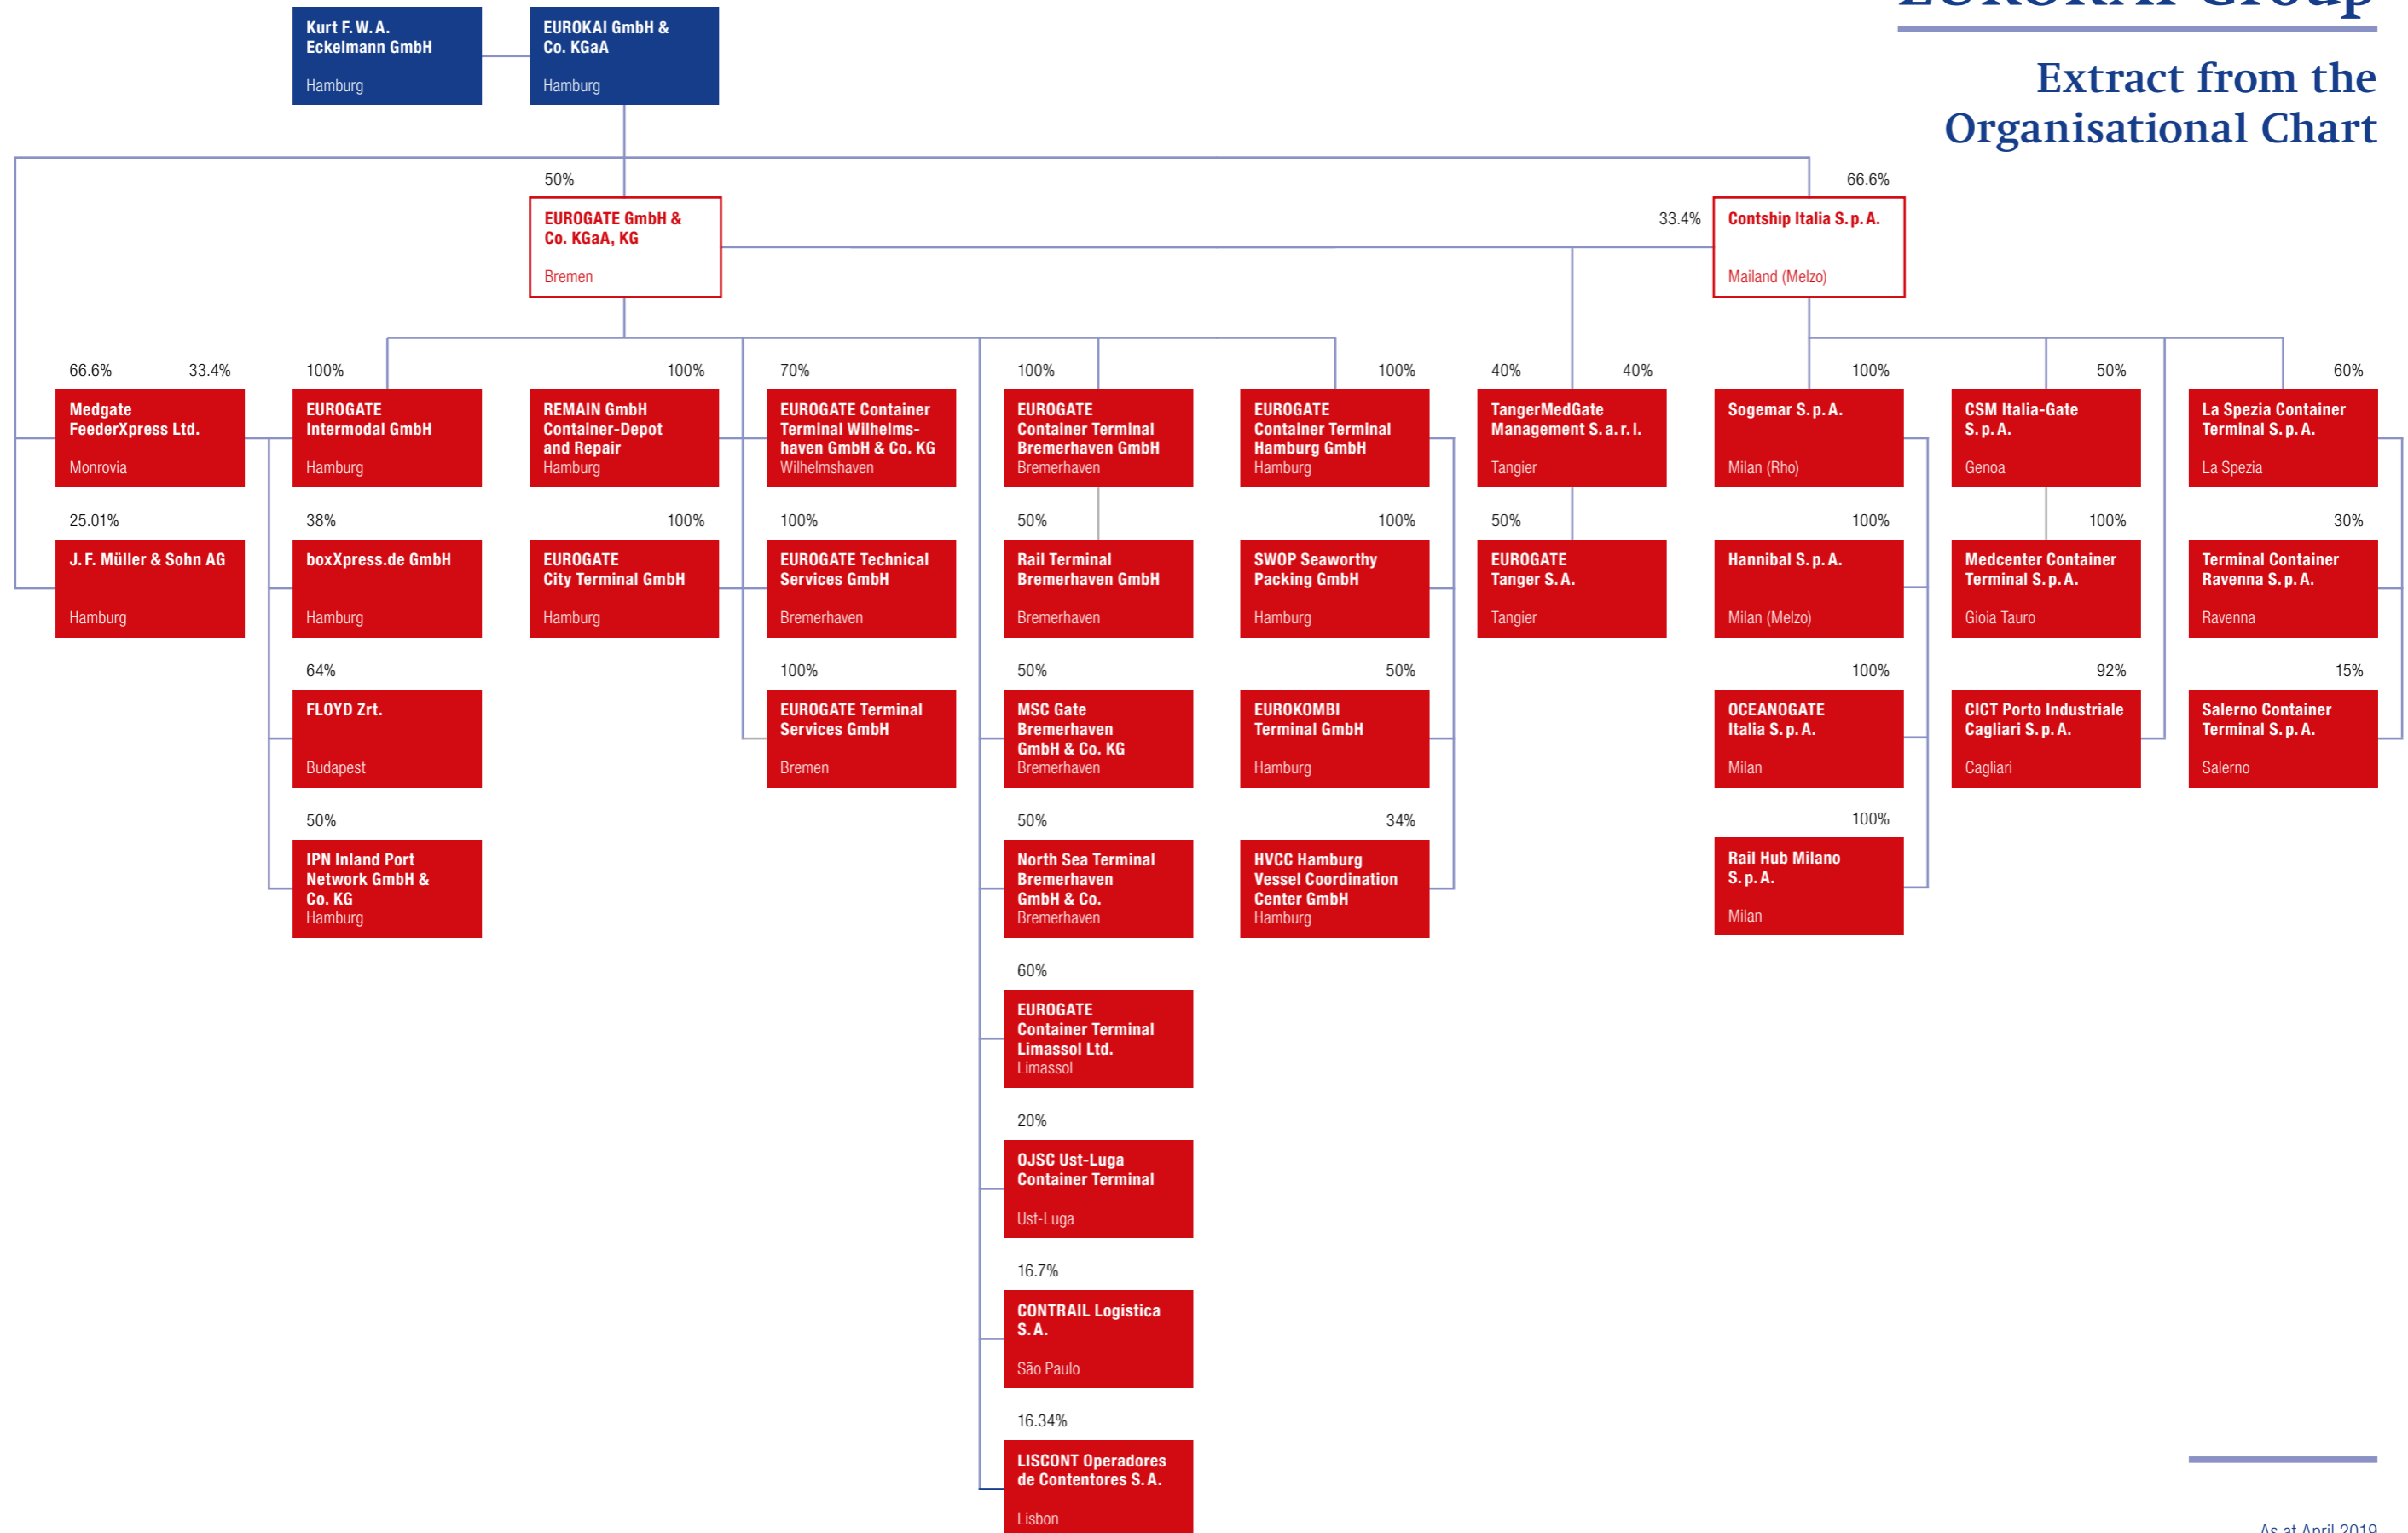 EUROKAI Group
Extract from the
Organisational Chart
Kurt F. W. A.
Eckelmann GmbH
Hamburg
EUROKAI GmbH &
Co. KGaA
Hamburg
50%
EUROGATE GmbH &
Co. KGaA, KG
Bremen
66.6%
33.4%
Contship Italia S. p. A.
Mailand (Melzo)
66.6%
33.4%
Medgate
FeederXpress Ltd.
Monrovia
25.01%
J. F. Müller & Sohn AG
Hamburg
100%
EUROGATE
Intermodal GmbH
Hamburg
38%
boxXpress.de GmbH
Hamburg
64%
FLOYD Zrt.
Budapest
50%
IPN Inland Port
Network GmbH &
Co. KG
Hamburg
100%
REMAIN GmbH
Container-Depot
and Repair
Hamburg
100%
EUROGATE
City Terminal GmbH
Hamburg
70%
EUROGATE Container
Terminal Wilhelms-
haven GmbH & Co. KG
Wilhelmshaven
100%
EUROGATE Technical
Services GmbH
Bremerhaven
100%
EUROGATE Terminal
Services GmbH
Bremen
100%
EUROGATE
Container Terminal
Bremerhaven GmbH
Bremerhaven
50%
Rail Terminal
Bremerhaven GmbH
Bremerhaven
50%
MSC Gate
Bremerhaven
GmbH & Co. KG
Bremerhaven
50%
North Sea Terminal
Bremerhaven
GmbH & Co.
Bremerhaven
60%
EUROGATE
Container Terminal
Limassol Ltd.
Limassol
20%
OJSC Ust-Luga
Container Terminal
Ust-Luga
16.7%
CONTRAIL Logística
S. A.
São Paulo
16.34%
LISCONT Operadores
de Contentores S. A.
Lisbon
100%
EUROGATE
Container Terminal
Hamburg GmbH
Hamburg
100%
SWOP Seaworthy
Packing GmbH
Hamburg
50%
EUROKOMBI
Terminal GmbH
Hamburg
34%
HVCC Hamburg
Vessel Coordination
Center GmbH
Hamburg
40%
40%
TangerMedGate
Management S. a. r. l.
Tangier
50%
EUROGATE
Tanger S. A.
Tangier
100%
Sogemar S. p. A.
Milan (Rho)
100%
Hannibal S. p. A.
Milan (Melzo)
100%
OCEANOGATE
Italia S. p. A.
Milan
100%
Rail Hub Milano
S. p. A.
Milan
50%
CSM Italia-Gate
S. p. A.
Genoa
100%
Medcenter Container
Terminal S. p. A.
Gioia Tauro
92%
CICT Porto Industriale
Cagliari S. p. A.
Cagliari
60%
La Spezia Container
Terminal S. p. A.
La Spezia
30%
Terminal Container
Ravenna S. p. A.
Ravenna
15%
Salerno Container
Terminal S. p. A.
Salerno
As at April 2019